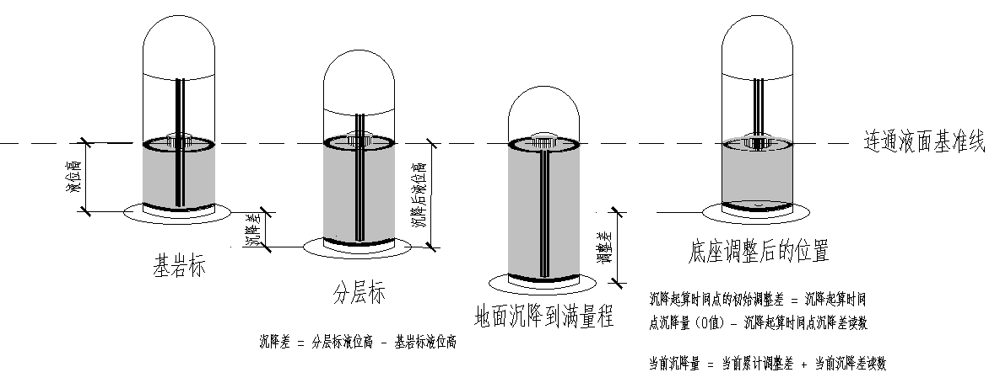 连通液面基准线
液位高
沉降差
沉降后液位高
调整差
基岩标
分层标
地面沉降到满量程
底座调整后的位置
沉降差 = 分层标液位高 - 基岩标液位高
沉降起算时间点的初始调整差 = 沉降起算时间
点沉降量(0值) - 沉降起算时间点沉降差读数
当前沉降量 = 当前累计调整差 + 当前沉降差读数